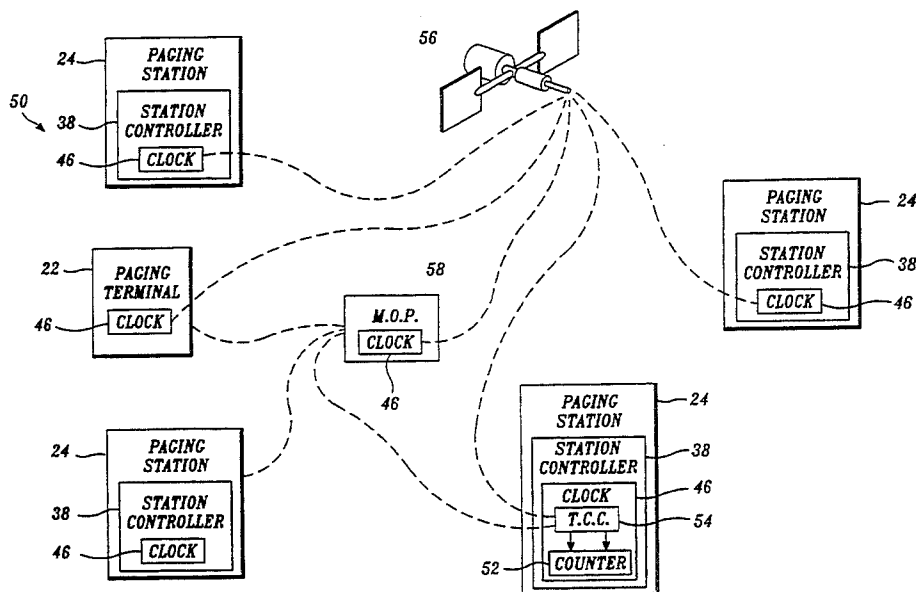 24
PAGING
STATION
50
38
STATION
CONTROLLER
46
CLOCK
56
22
PAGING
TERMINAL
46
CLOCK
58
M.O.P.
CLOCK
46
PAGING
STATION
24
STATION
CONTROLLER
38
CLOCK
46
24
PAGING
STATION
38
STATION
CONTROLLER
46
CLOCK
PAGING
STATION
24
STATION
CONTROLLER
38
CLOCK
46
T.C.C.
54
52
COUNTER